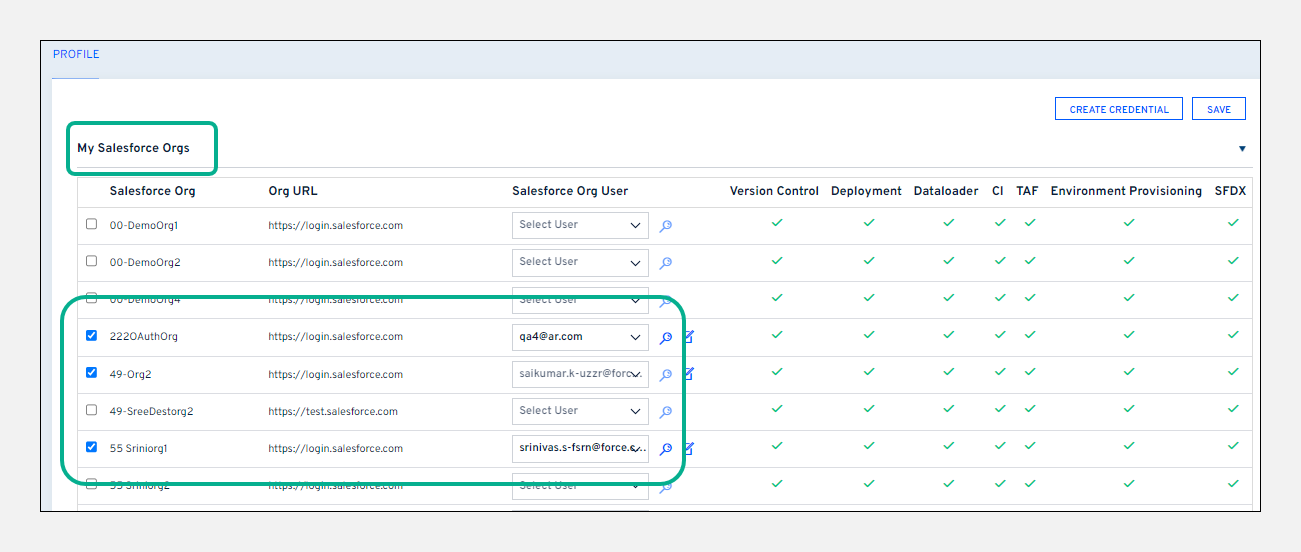 PROFILE
CREATE CREDENTIAL SAVE
My Salesforce Orgs
Salesforce Org Org URL Salesforce Org User Version Control Deployment Dataloader CI TAF Environment Provisioning SFDX
00-DemoOrg1 https://login.salesforce.com Select User
00-DemoOrg2 https://login.salesforce.com Select User
00-DemoOrg4 https://login.salesforce.com Select User
222OAuthOrg https://login.salesforce.com qa4@ar.com
49-Org2 https://login.salesforce.com saikumar.k-uzzr@forc...
49-SreeDestorg2 https://test.salesforce.com Select User
55 Sriniorg1 https://login.salesforce.com srinivas.s-fsrn@force.s...
55 Sriniorg2 https://login.salesforce.com Select User